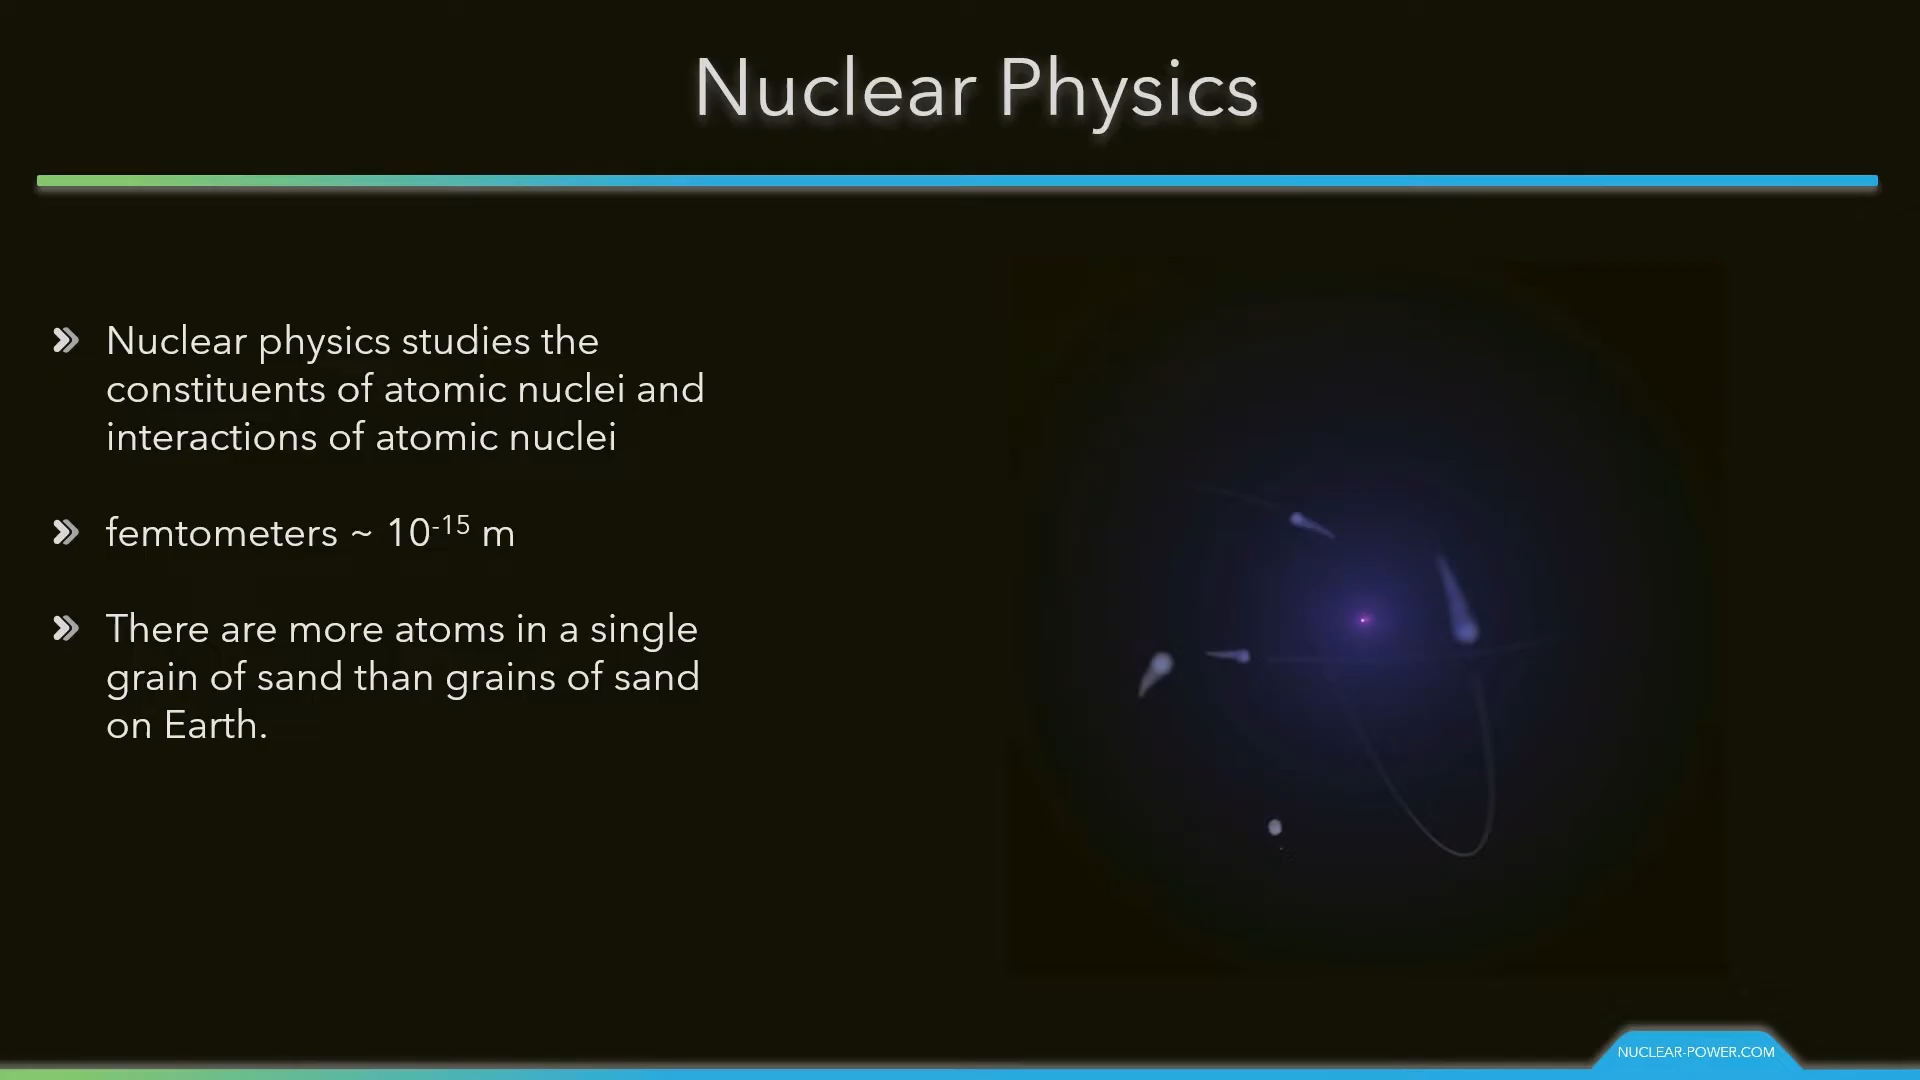 Nuclear Physics
Nuclear physics studies the
constituents of atomic nuclei and
interactions of atomic nuclei
femtometers ~ 10⁻¹⁵ m
There are more atoms in a single
grain of sand than grains of sand
on Earth.
NUCLEAR-POWER.COM